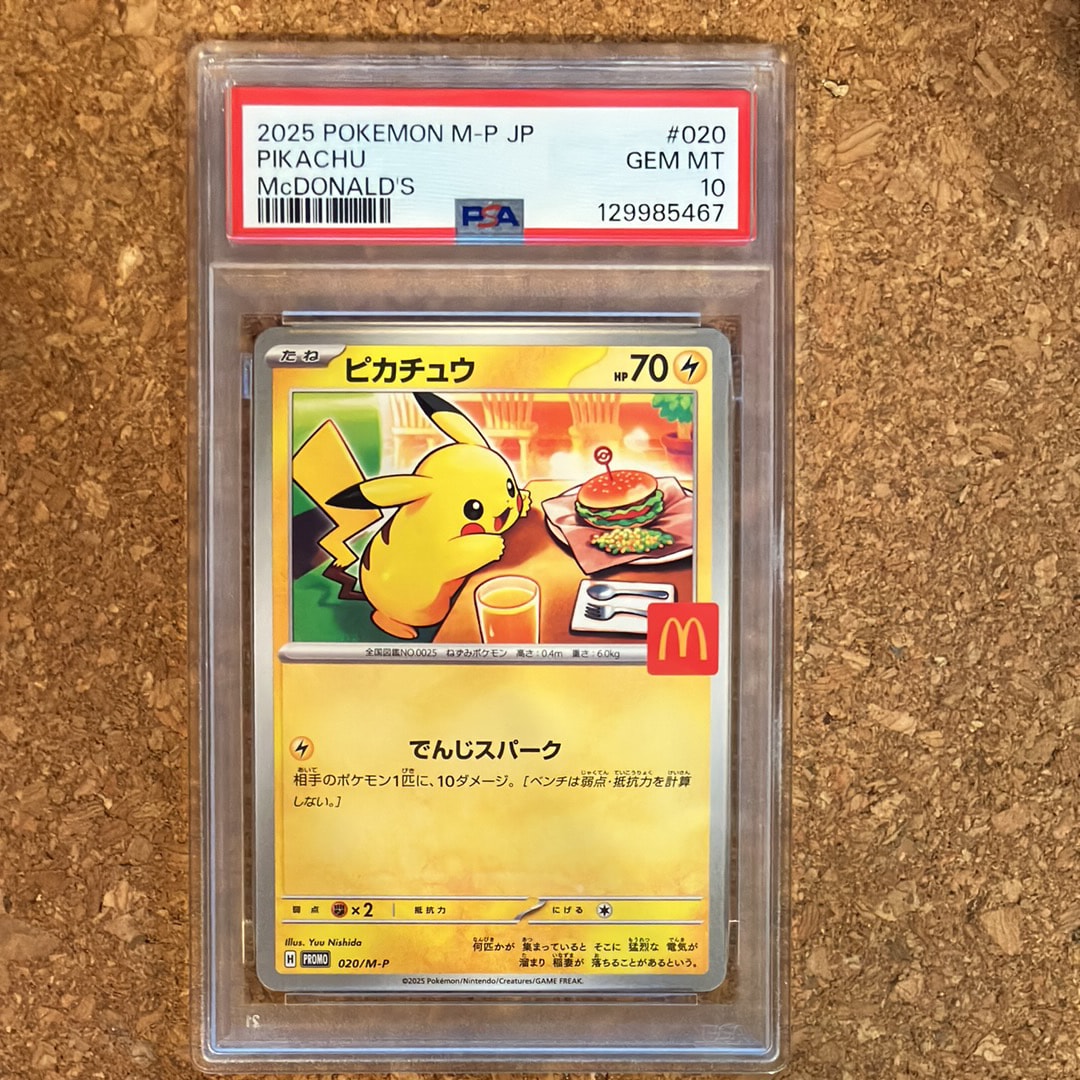 2025 POKEMON M-P JP #020
PIKACHU GEM MT
McDONALD'S 10
PSA 129985467
たね ピカチュウ HP 70
全国図鑑NO.0025 ねずみポケモン 高さ:0.4m 重さ:6.0kg
でんじスパーク
相手のポケモン1匹に、10ダメージ。[ベンチは弱点・抵抗力を計算
しない。]
弱点 ×2 抵抗力 にげる
Illus. Yuu Nishida
何匹かが 集まっていると そこに 猛烈な 電気が
溜まり 稲妻が 落ちることがあるという。
H PROMO 020/M-P
©2025 Pokémon/Nintendo/Creatures/GAME FREAK.